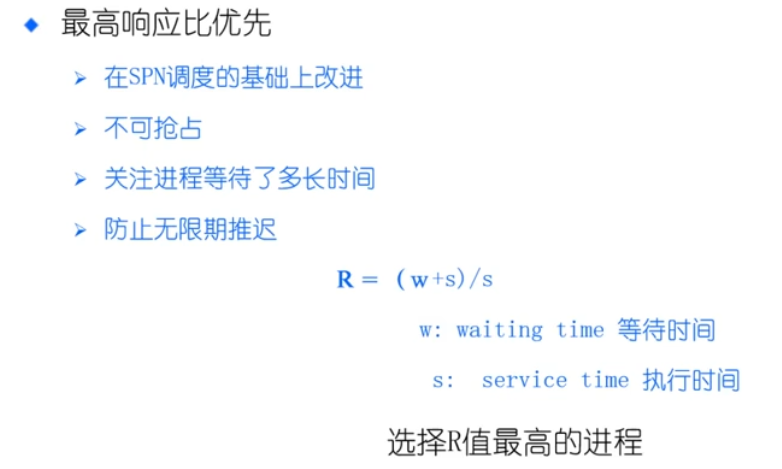 最高响应比优先
在SPN调度的基础上改进
不可抢占
关注进程等待了多长时间
防止无限期推迟
R = (w+s)/s
w: waiting time 等待时间
s: service time 执行时间
选择R值最高的进程